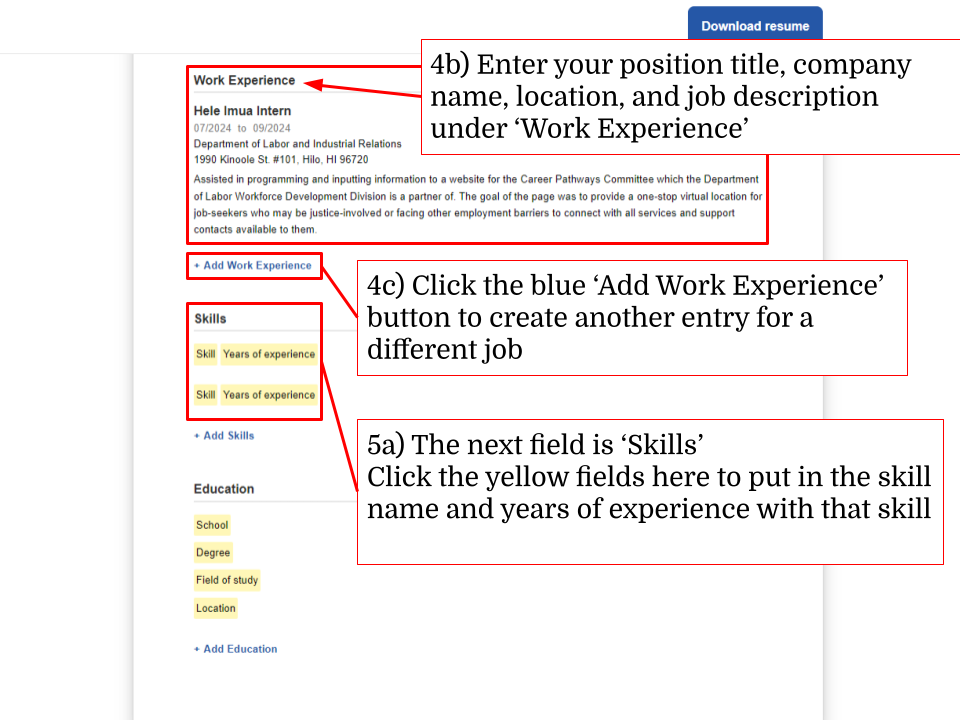 Download resume
4b) Enter your position title, company
name, location, and job description
under ‘Work Experience’
Work Experience
Hele Imua Intern
07/2024 to 09/2024
Department of Labor and Industrial Relations
1990 Kinoole St. #101, Hilo, HI 96720
Assisted in programming and inputting information to a website for the Career Pathways Committee which the Department
of Labor Workforce Development Division is a partner of. The goal of the page was to provide a one-stop virtual location for
job-seekers who may be justice-involved or facing other employment barriers to connect with all services and support
contacts available to them.
+ Add Work Experience
4c) Click the blue ‘Add Work Experience’
button to create another entry for a
different job
Skills
Skill Years of experience
Skill Years of experience
+ Add Skills
5a) The next field is ‘Skills’
Click the yellow fields here to put in the skill
name and years of experience with that skill
Education
School
Degree
Field of study
Location
+ Add Education